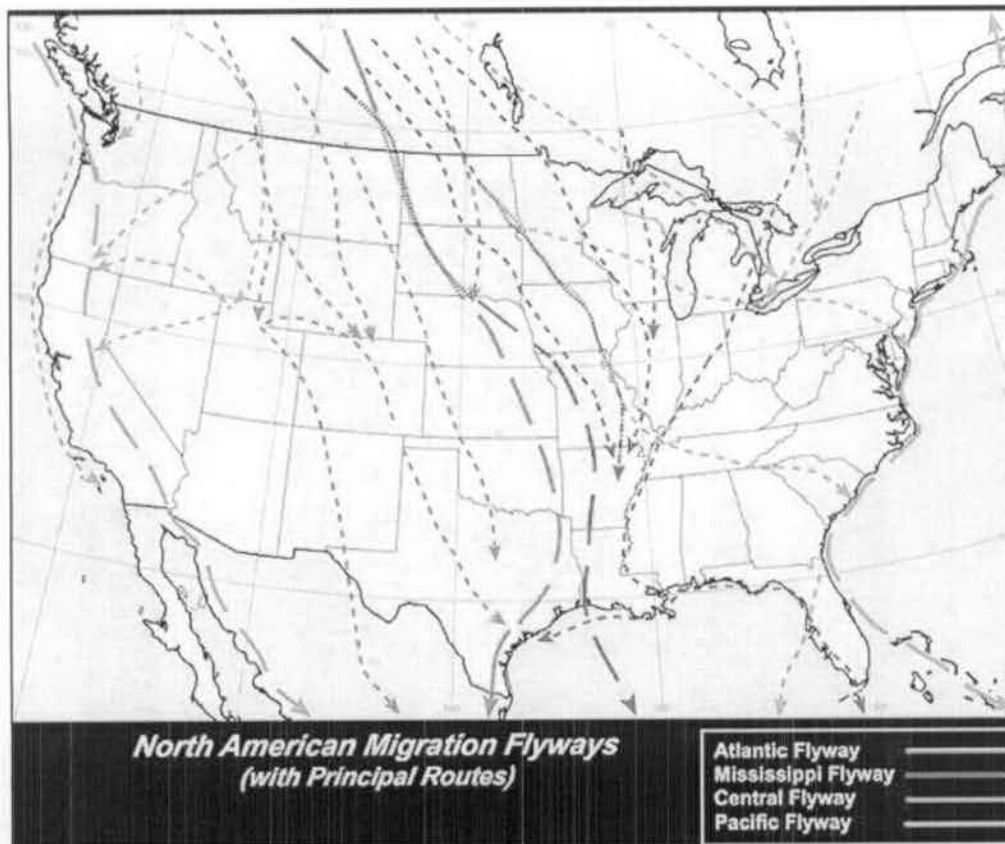 North American Migration Flyways
(with Principal Routes)
Atlantic Flyway
Mississippi Flyway
Central Flyway
Pacific Flyway